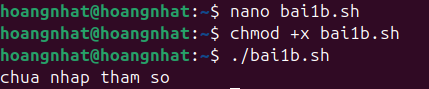 hoangnhat@hoangnhat:~$ nano bai1b.sh
hoangnhat@hoangnhat:~$ chmod +x bai1b.sh
hoangnhat@hoangnhat:~$ ./bai1b.sh
chua nhap tham so